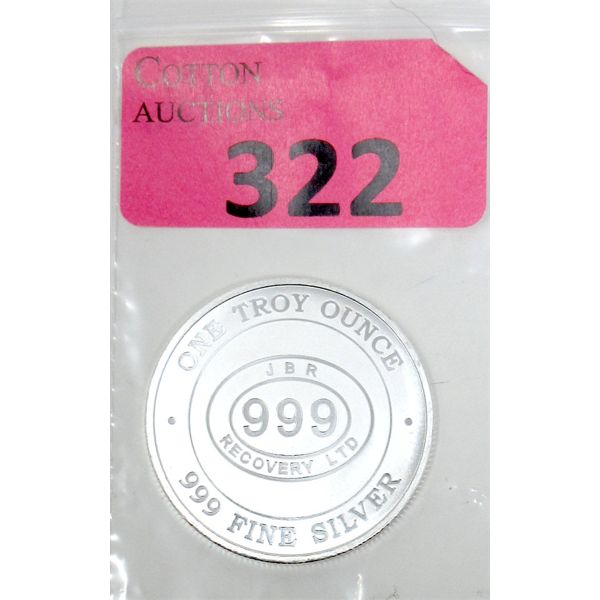 COTTON
AUCTIONS
322
ONE TROY OUNCE
JBR
999
RECOVERY LTD
999 FINE SILVER